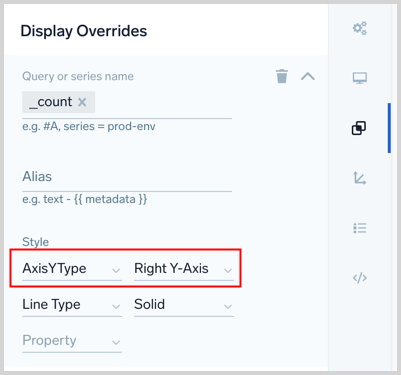 Display Overrides
Query or series name
_count ×
e.g. #A, series = prod-env
Alias
e.g. text - {{ metadata }}
Style
AxisYType Right Y-Axis
Line Type Solid
Property